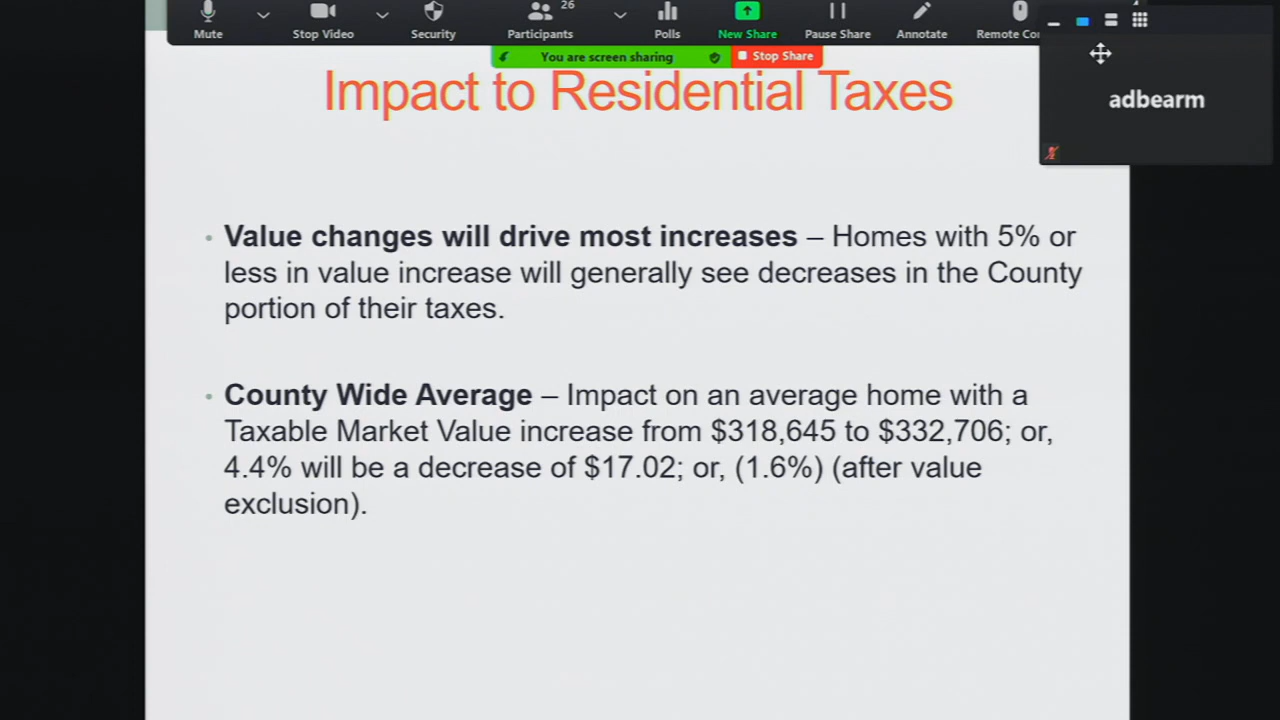 26
Mute
Stop Video
Security
Participants
Polls
New Share
Pause Share
Annotate
You are screen sharing
Stop Share
adbearm
Impact to Residential Taxes
Value changes will drive most increases – Homes with 5% or
less in value increase will generally see decreases in the County
portion of their taxes.
County Wide Average – Impact on an average home with a
Taxable Market Value increase from $318,645 to $332,706; or,
4.4% will be a decrease of $17.02; or, (1.6%) (after value
exclusion).